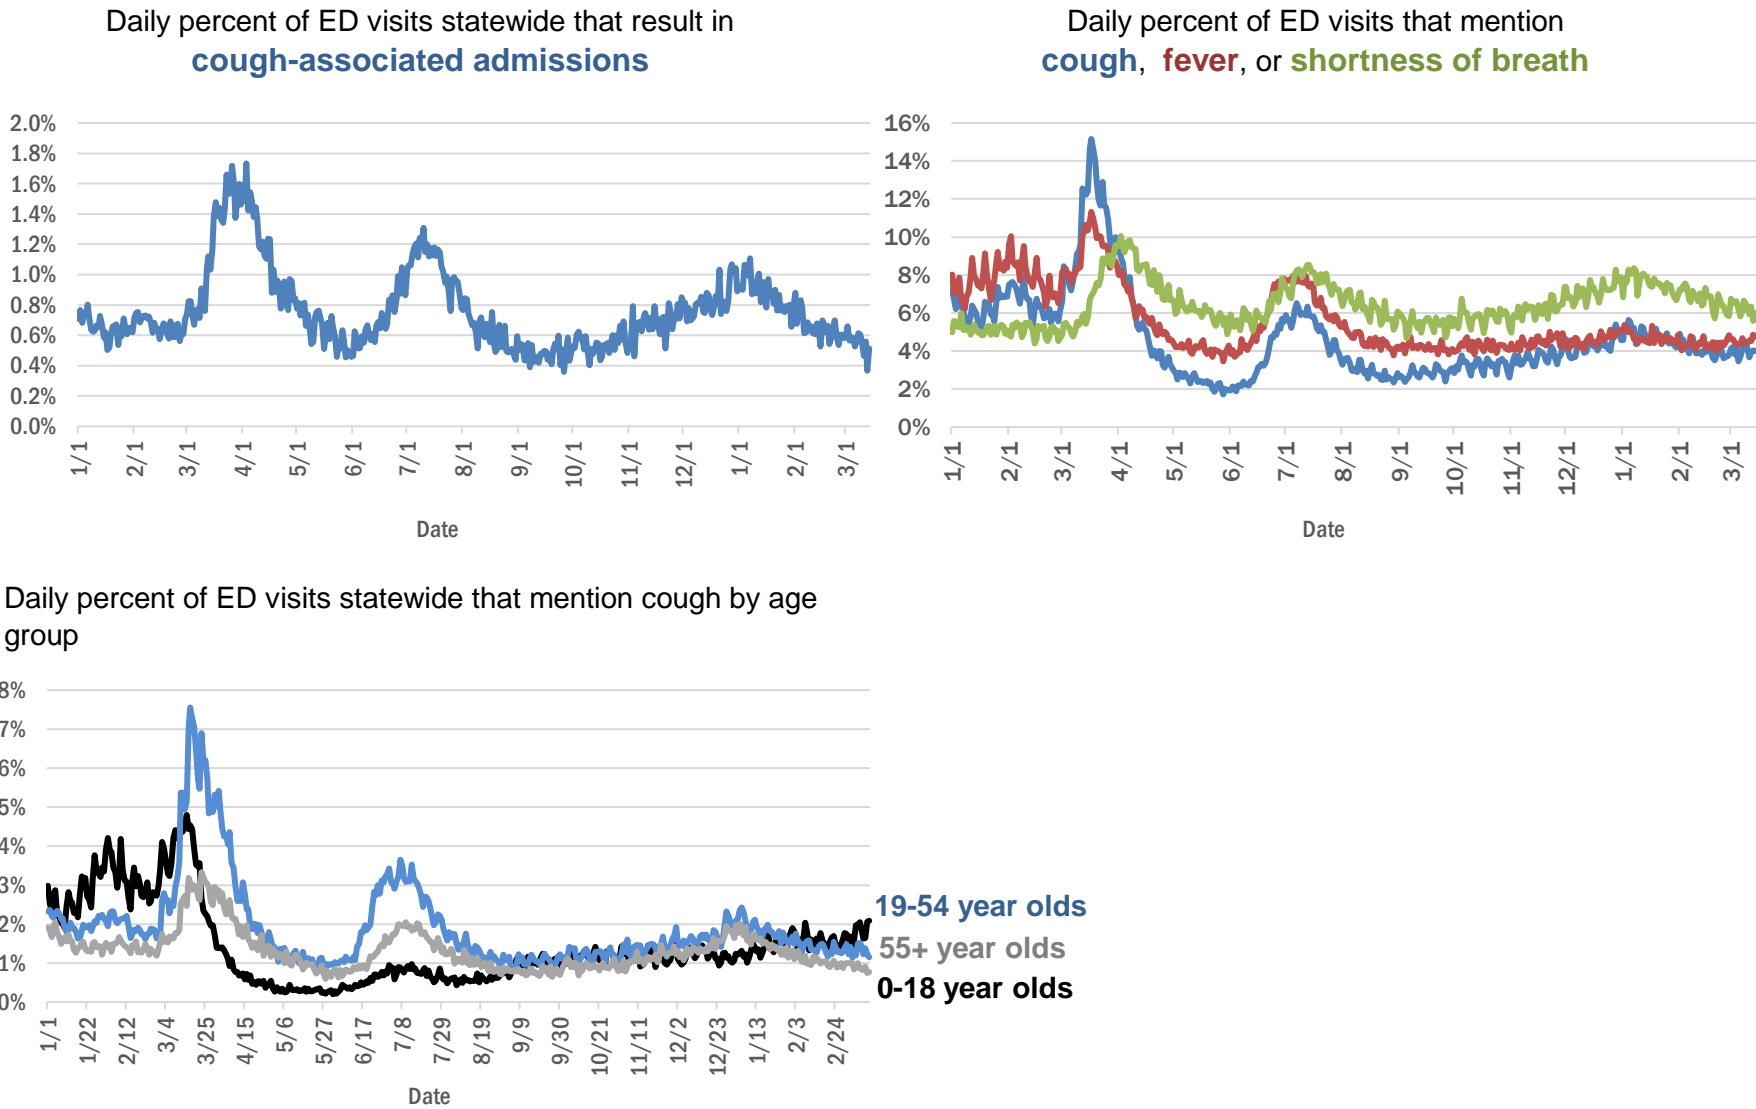 Daily percent of ED visits statewide that result in
cough-associated admissions
2.0%
1.8%
1.6%
1.4%
1.2%
1.0%
0.8%
0.6%
0.4%
0.2%
0.0%
1/1 2/1 3/1 4/1 5/1 6/1 7/1 8/1 9/1 10/1 11/1 12/1 1/1 2/1 3/1
Date
Daily percent of ED visits that mention
cough, fever, or shortness of breath
16%
14%
12%
10%
8%
6%
4%
2%
0%
1/1 2/1 3/1 4/1 5/1 6/1 7/1 8/1 9/1 10/1 11/1 12/1 1/1 2/1 3/1
Date
Daily percent of ED visits statewide that mention cough by age
group
8%
7%
6%
5%
4%
3%
2%
1%
0%
1/1 1/22 2/12 3/4 3/25 4/15 5/6 5/27 6/17 7/8 7/29 8/19 9/9 9/30 10/21 11/11 12/2 12/23 1/13 2/3 2/24
Date
19-54 year olds
55+ year olds
0-18 year olds